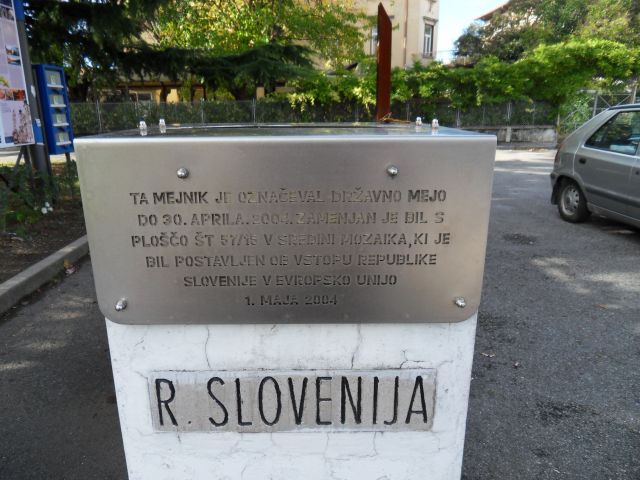 TA MEJNIK JE OZNAČEVAL DRŽAVNO MEJO
DO 30. APRILA. 2004. ZAMENJAN JE BIL S
PLOŠČO ŠT 57/15 V SREDINI MOZAIKA, KI JE
BIL POSTAVLJEN OB VSTOPU REPUBLIKE
SLOVENIJE V EVROPSKO UNIJO
1. MAJA 2004
R. SLOVENIJA